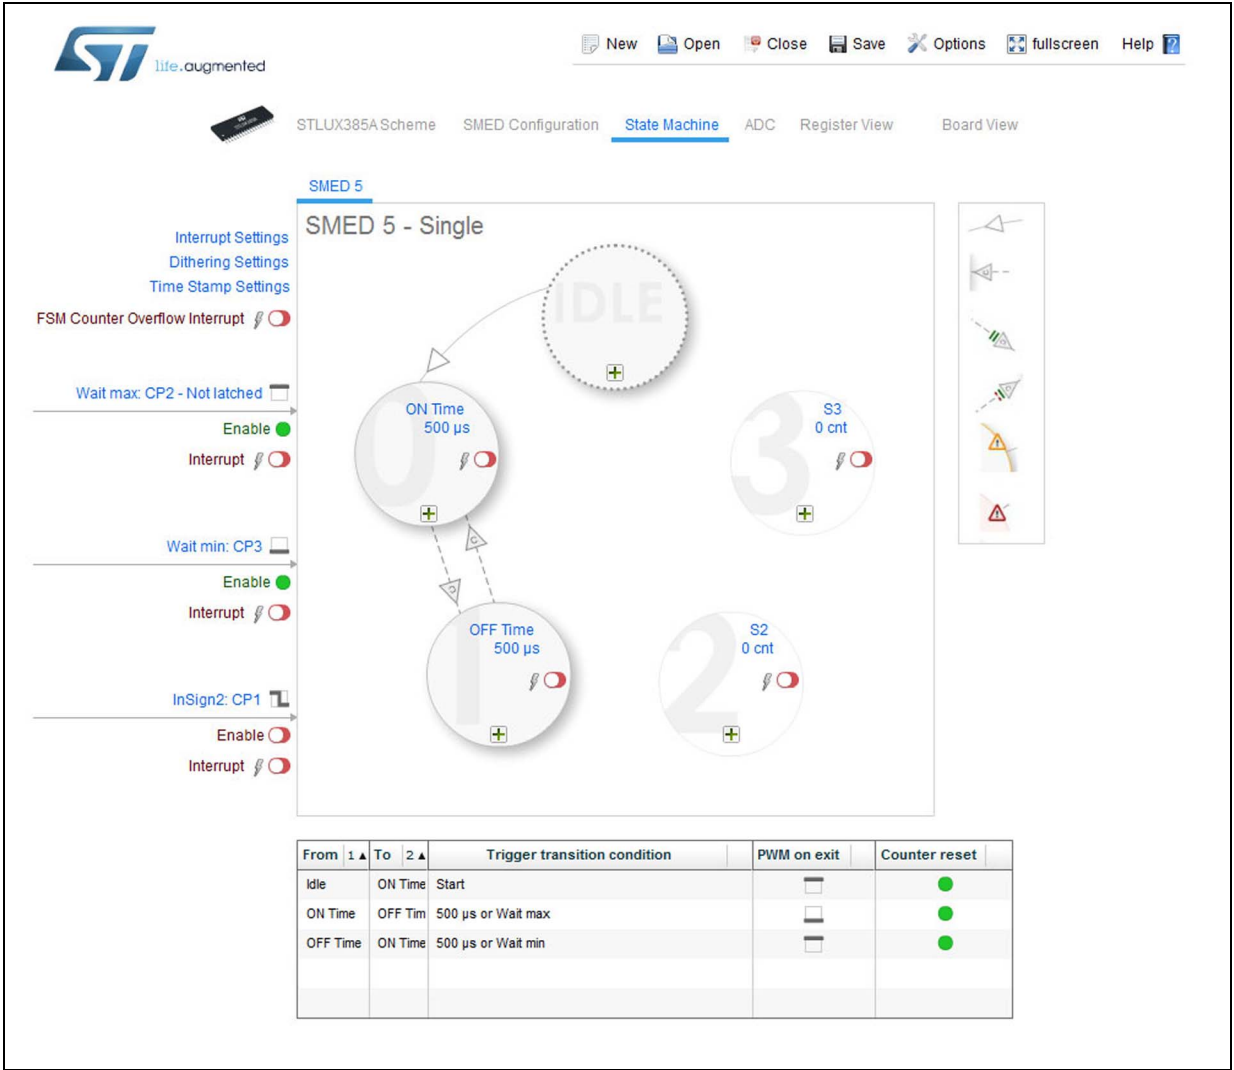 ST life.augmented
New Open Close Save Options fullscreen Help
STLUX385A Scheme SMED Configuration State Machine ADC Register View Board View
SMED 5
SMED 5 - Single
Interrupt Settings
Dithering Settings
Time Stamp Settings
FSM Counter Overflow Interrupt
IDLE
Wait max: CP2 - Not latched
Enable
Interrupt
0
ON Time
500 µs
3
S3
0 cnt
Wait min: CP3
Enable
Interrupt
C
C
1
OFF Time
500 µs
2
S2
0 cnt
InSign2: CP1
Enable
Interrupt
From 1 To 2 Trigger transition condition PWM on exit Counter reset
Idle ON Time Start
ON Time OFF Tim 500 µs or Wait max
OFF Time ON Time 500 µs or Wait min